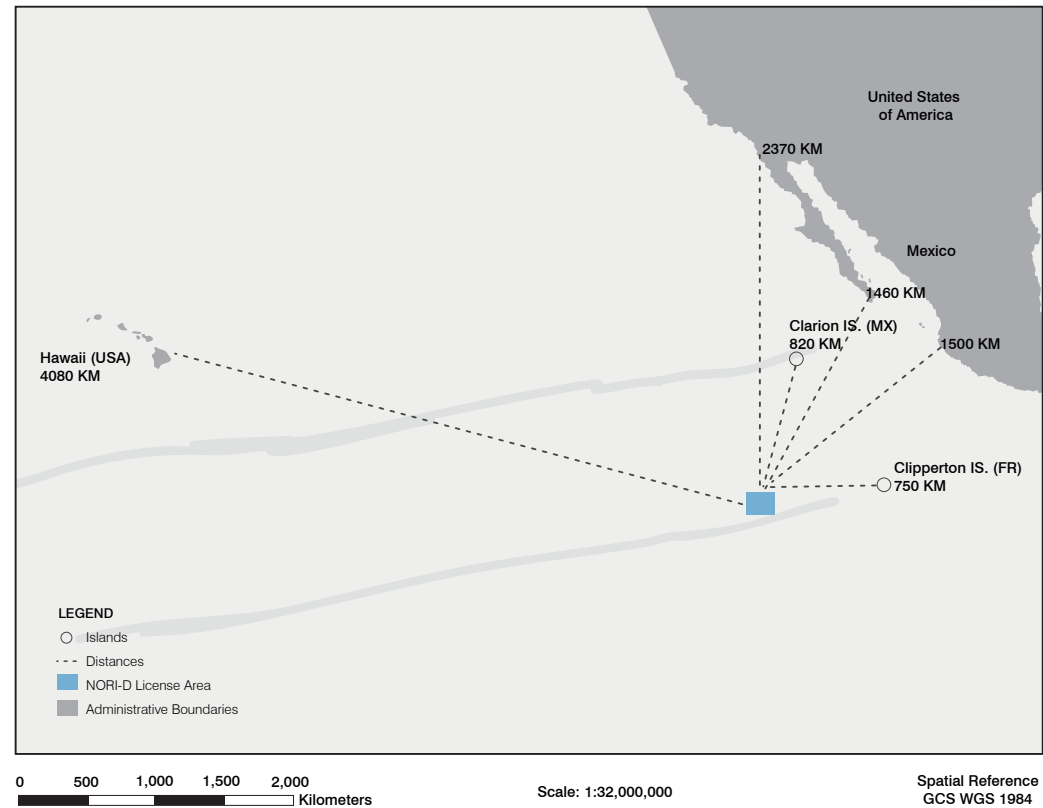 United States
of America
2370 KM
Mexico
1460 KM
Clarion IS. (MX)
820 KM
1500 KM
Hawaii (USA)
4080 KM
Clipperton IS. (FR)
750 KM
LEGEND
Islands
Distances
NORI-D License Area
Administrative Boundaries
0 500 1,000 1,500 2,000
Kilometers
Scale: 1:32,000,000
Spatial Reference
GCS WGS 1984